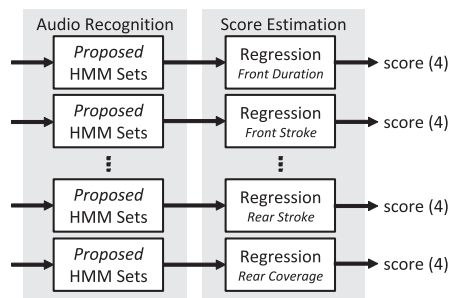 Audio Recognition Score Estimation
Proposed
HMM Sets
Regression
Front Duration
score (4)
Proposed
HMM Sets
Regression
Front Stroke
score (4)
Proposed
HMM Sets
Regression
Rear Stroke
score (4)
Proposed
HMM Sets
Regression
Rear Coverage
score (4)